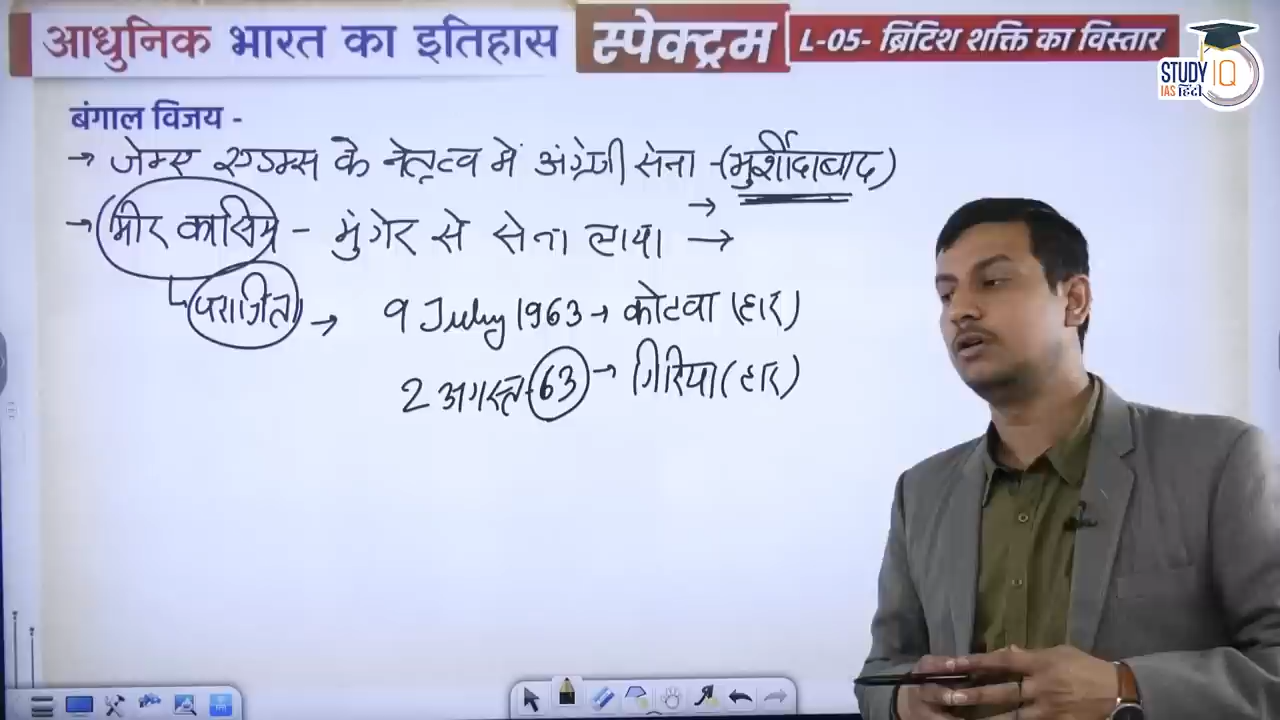 आधुनिक भारत का इतिहास स्पेक्ट्रम L-05- ब्रिटिश शक्ति का विस्तार
STUDY IQ
IAS हिंदी
बंगाल विजय -
→ जेम्स एडम्स के नेतृत्व में अंग्रेजी सेना - (मुर्शीदाबाद)
→ (मीर कासिम - मुंगेर से सेना लाया →
पराजित → 9 July 1963 → कोटवा (हार)
2 अगस्त - 63 → गिरिया (हार)